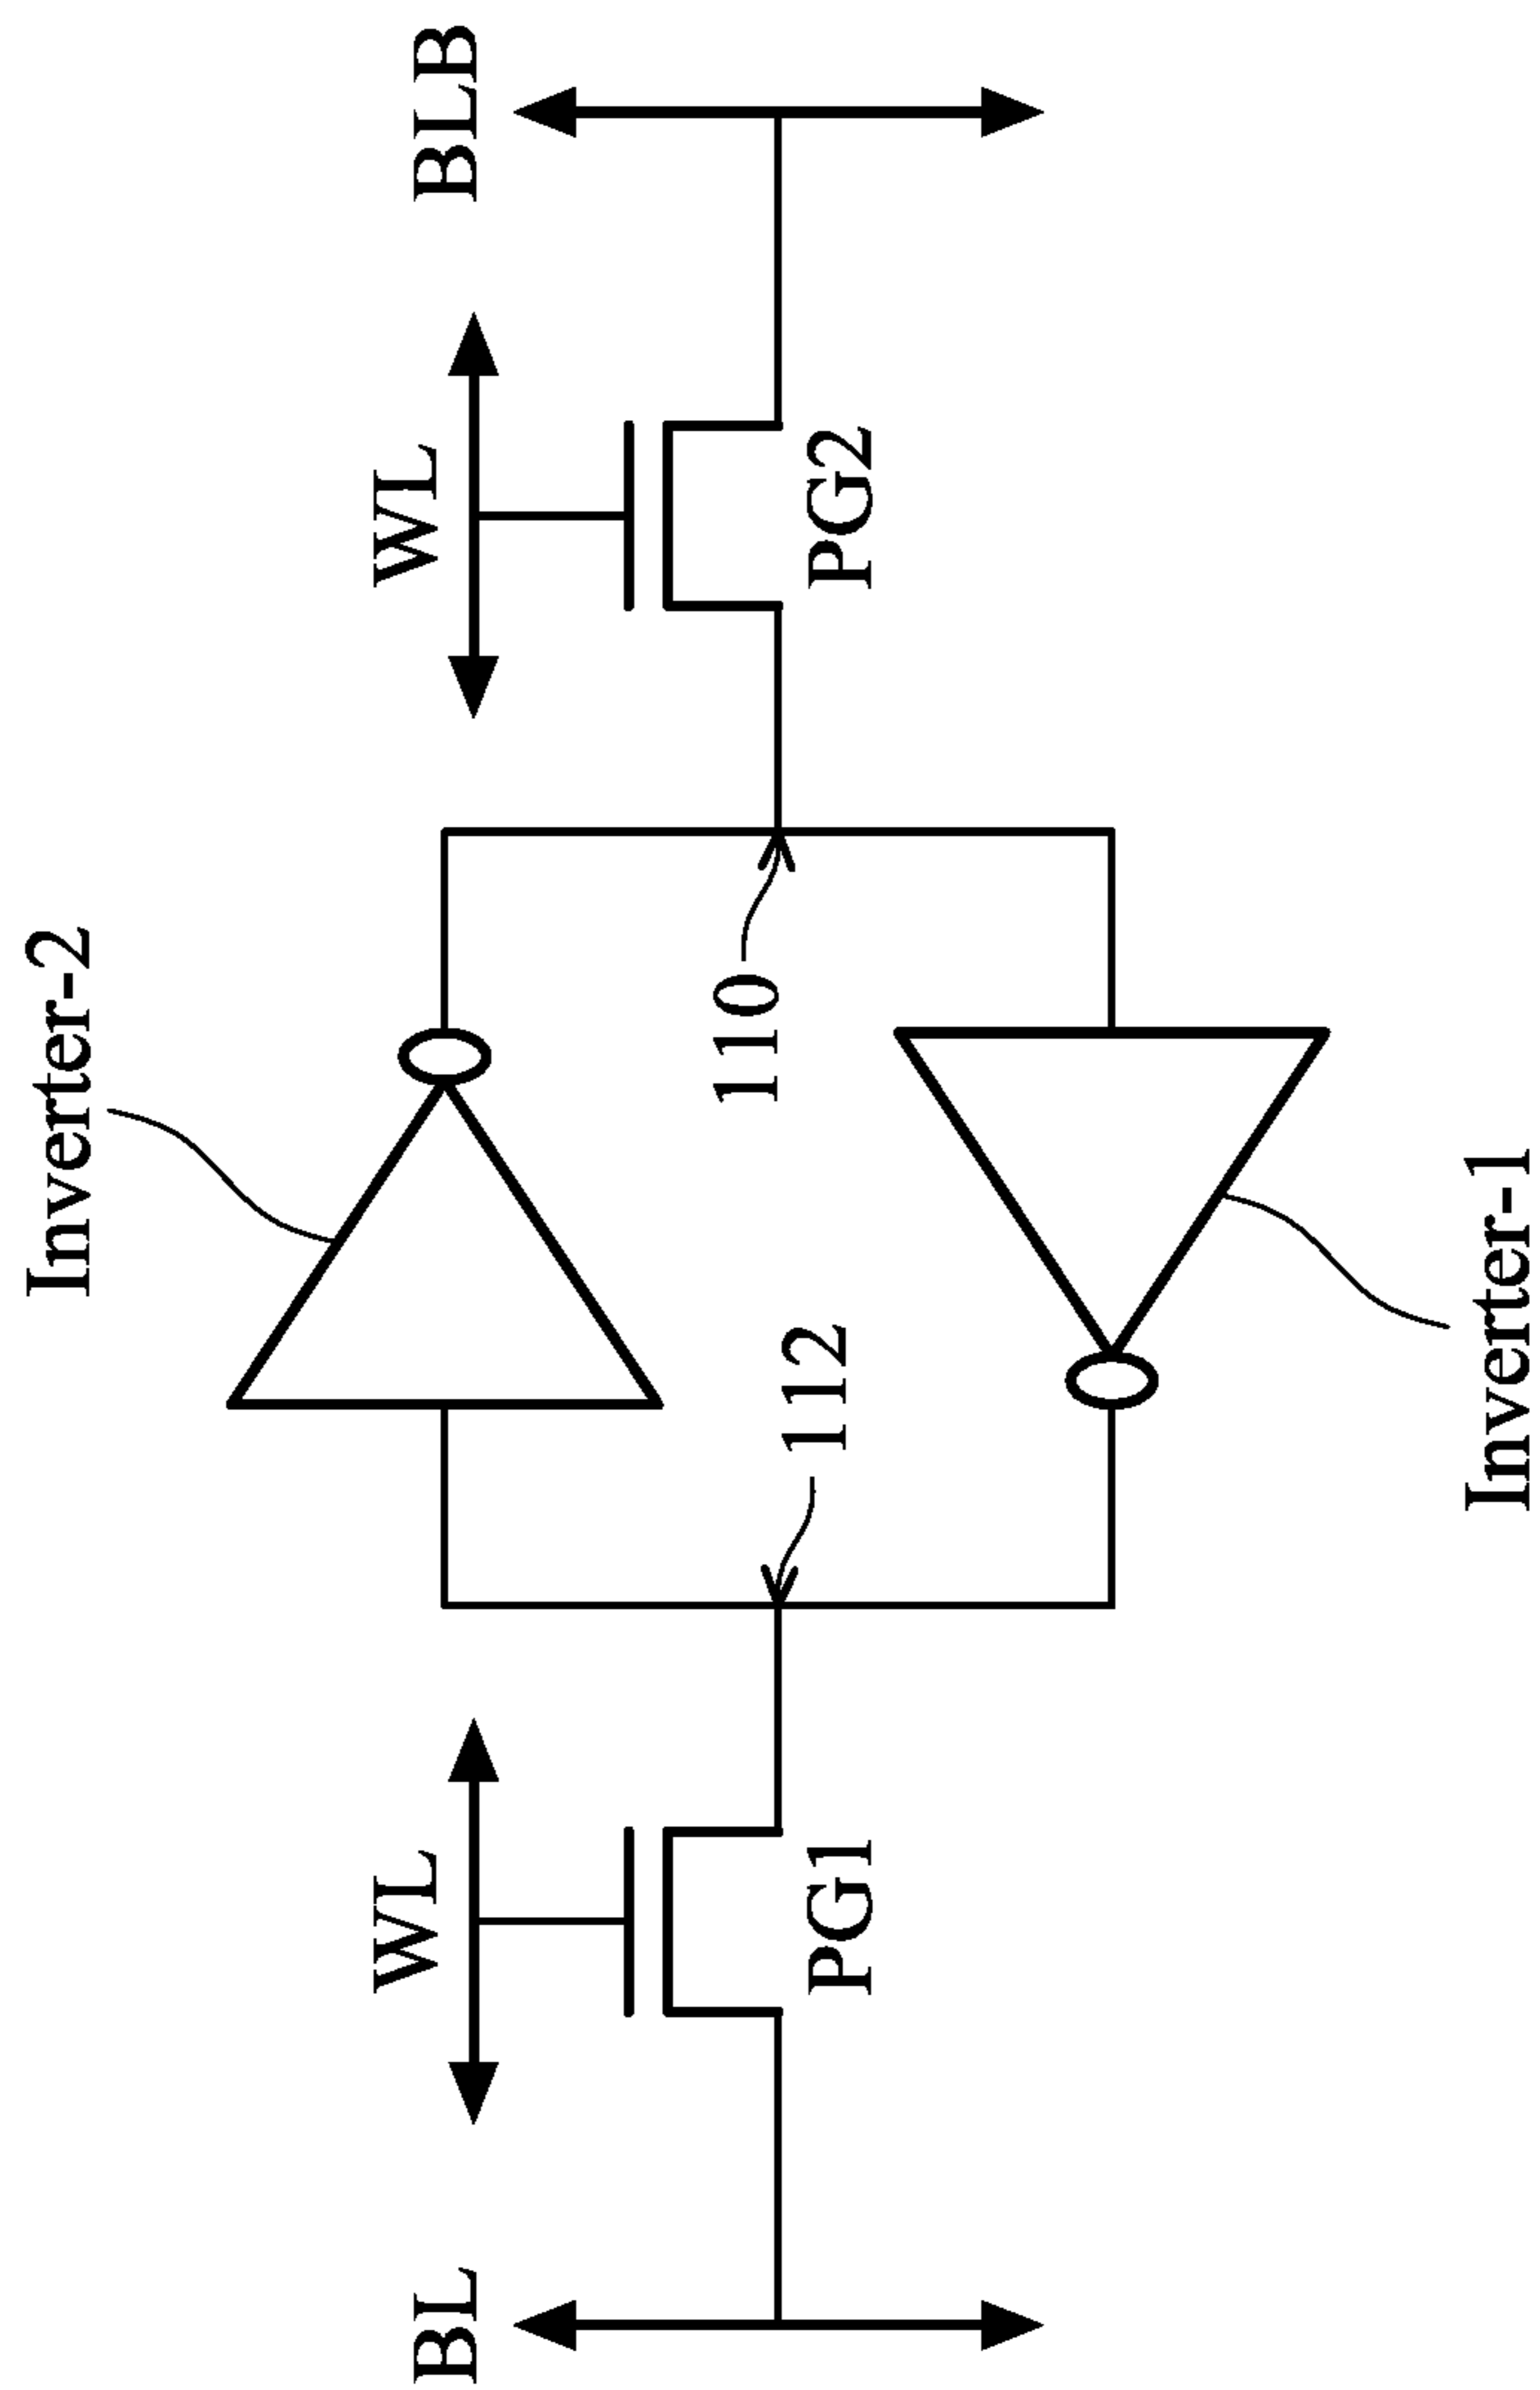 Inverter-2
WL
WL
BL
BLB
112
110
PG1
PG2
Inverter-1